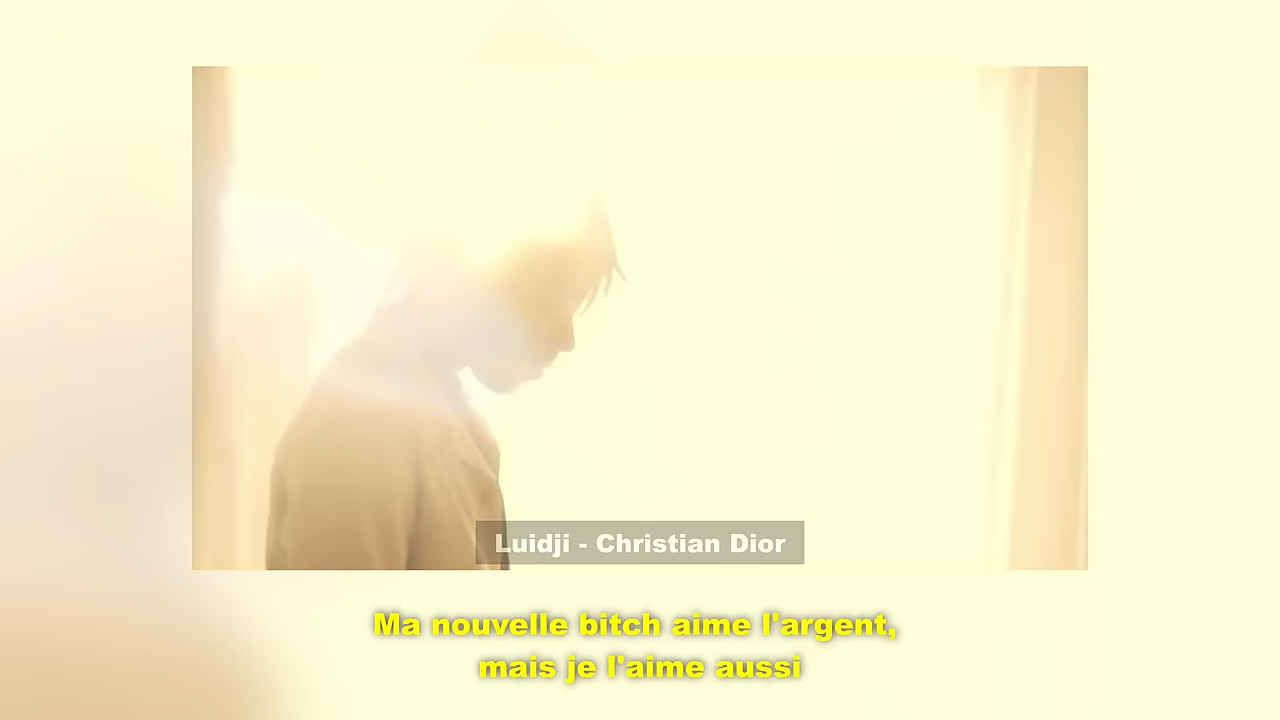 Luidji - Christian Dior
Ma nouvelle bitch aime l'argent,
mais je l'aime aussi